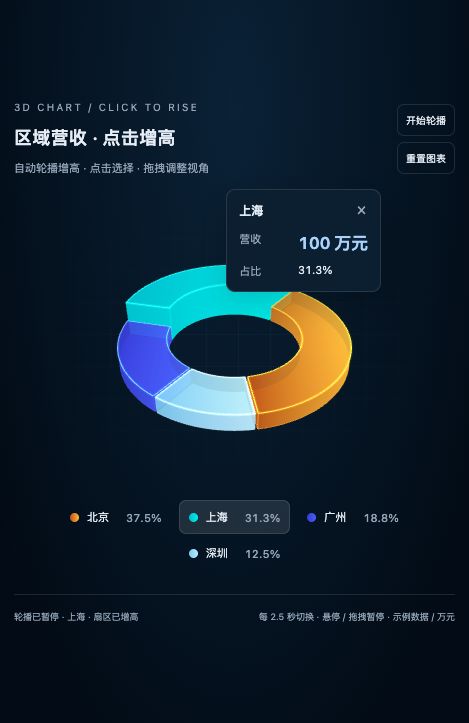 3D CHART / CLICK TO RISE
区域营收 · 点击增高
自动轮播增高 · 点击选择 · 拖拽调整视角
开始轮播
重置图表
上海 ×
营收 100 万元
占比 31.3%
北京 37.5% 上海 31.3% 广州 18.8%
深圳 12.5%
轮播已暂停 · 上海 · 扇区已增高 每 2.5 秒切换 · 悬停 / 拖拽暂停 · 示例数据 / 万元